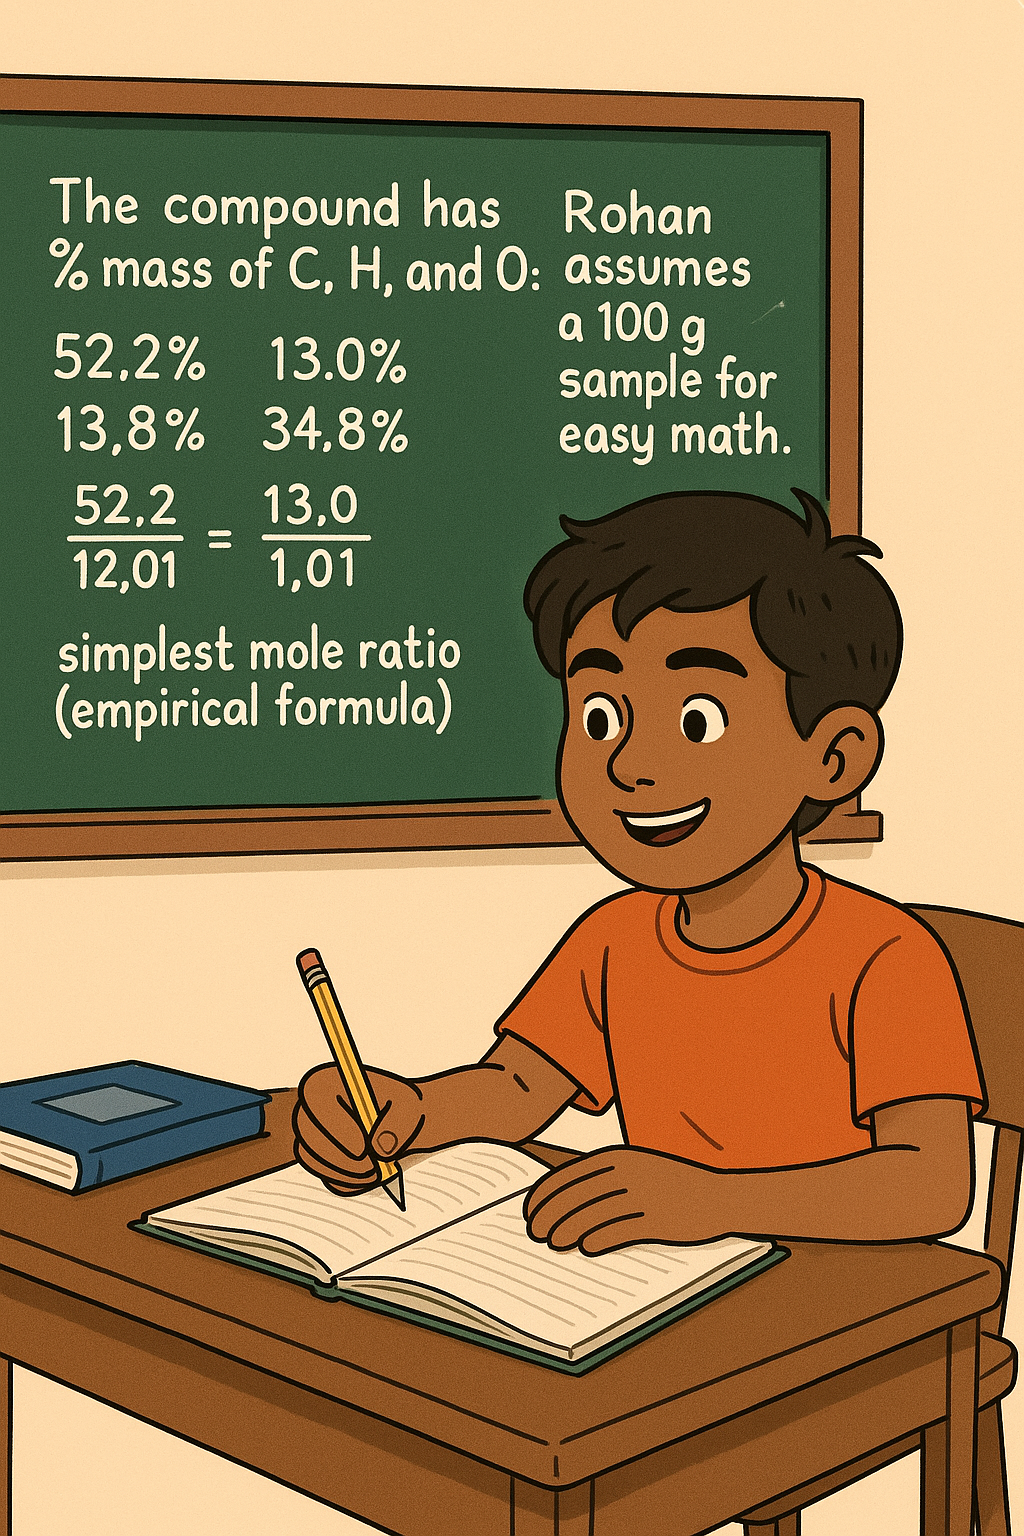 The compound has
% mass of C, H, and O:
52.2% 13.0%
13,8% 34,8%
52,2 / 12,01 = 13,0 / 1,01
simplest mole ratio
(empirical formula)
Rohan
assumes
a 100 g
sample for
easy math.